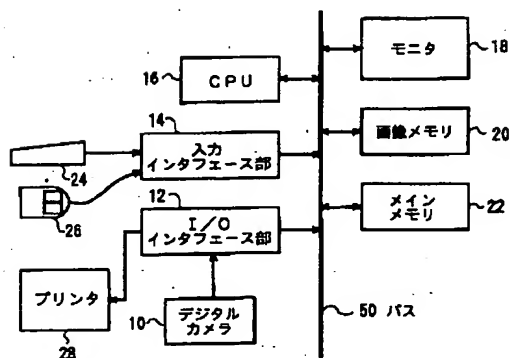 18
モニタ
16
CPU
14
入力
インタフェース部
画像メモリ
20
24
12
I/O
インタフェース部
メイン
メモリ
22
26
プリンタ
28
10
デジタル
カメラ
50 バス